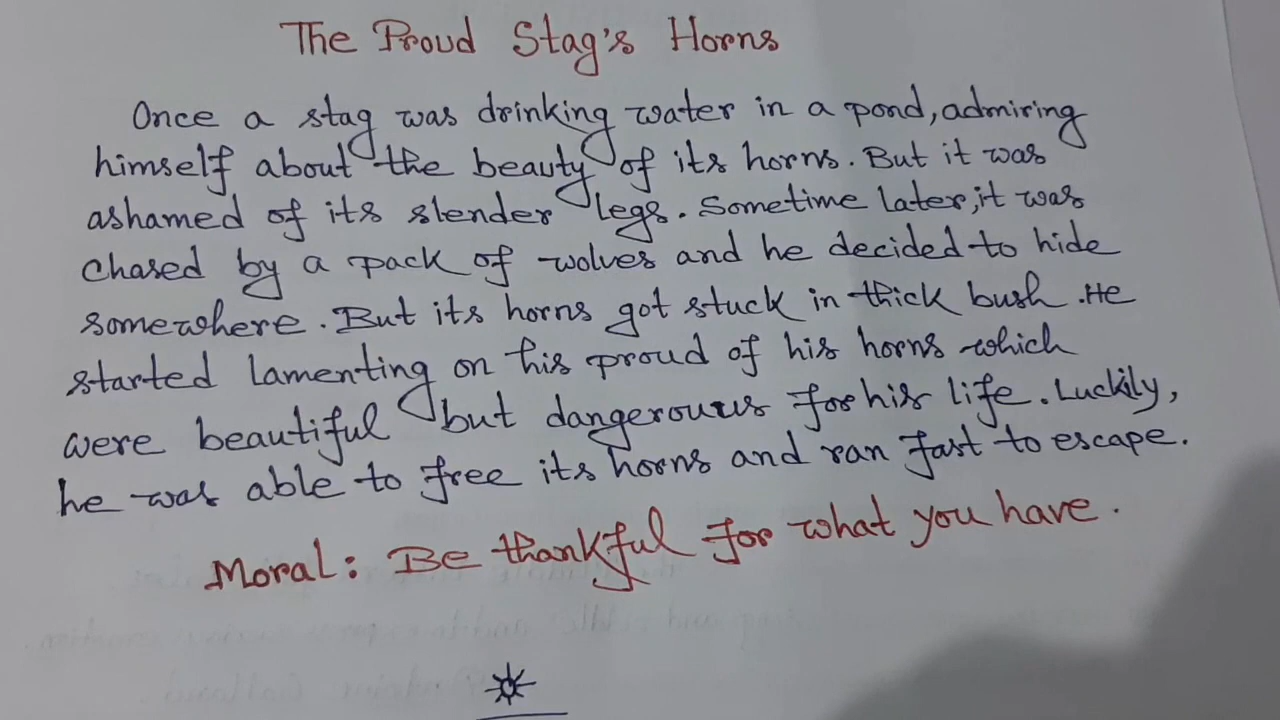 The Proud Stag's Horns
Once a stag was drinking water in a pond, admiring
himself about the beauty of its horns. But it was
ashamed of its slender legs. Sometime later, it was
chased by a pack of wolves and he decided to hide
somewhere. But its horns got stuck in thick bush. He
started lamenting on his proud of his horns which
were beautiful but dangerous for his life. Luckily,
he was able to free its horns and ran fast to escape.
Moral: Be thankful for what you have.